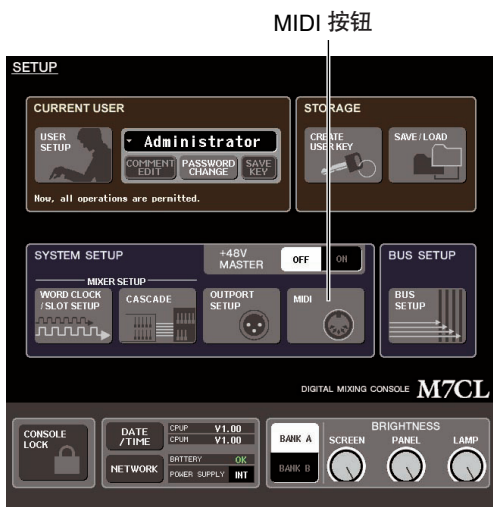 MIDI 按钮
SETUP
CURRENT USER
USER
SETUP
Administrator
COMMENT
EDIT
PASSWORD
CHANGE
SAVE
KEY
Now, all operations are permitted.
STORAGE
CREATE
USER KEY
SAVE/LOAD
SYSTEM SETUP
+48V
MASTER
OFF
ON
MIXER SETUP
WORD CLOCK
/SLOT SETUP
CASCADE
OUTPORT
SETUP
MIDI
BUS SETUP
BUS
SETUP
DIGITAL MIXING CONSOLE M7CL
CONSOLE
LOCK
DATE
/TIME
NETWORK
CPUP V1.00
CPUM V1.00
BATTERY OK
POWER SUPPLY INT
BANK A
BANK B
BRIGHTNESS
SCREEN
PANEL
LAMP